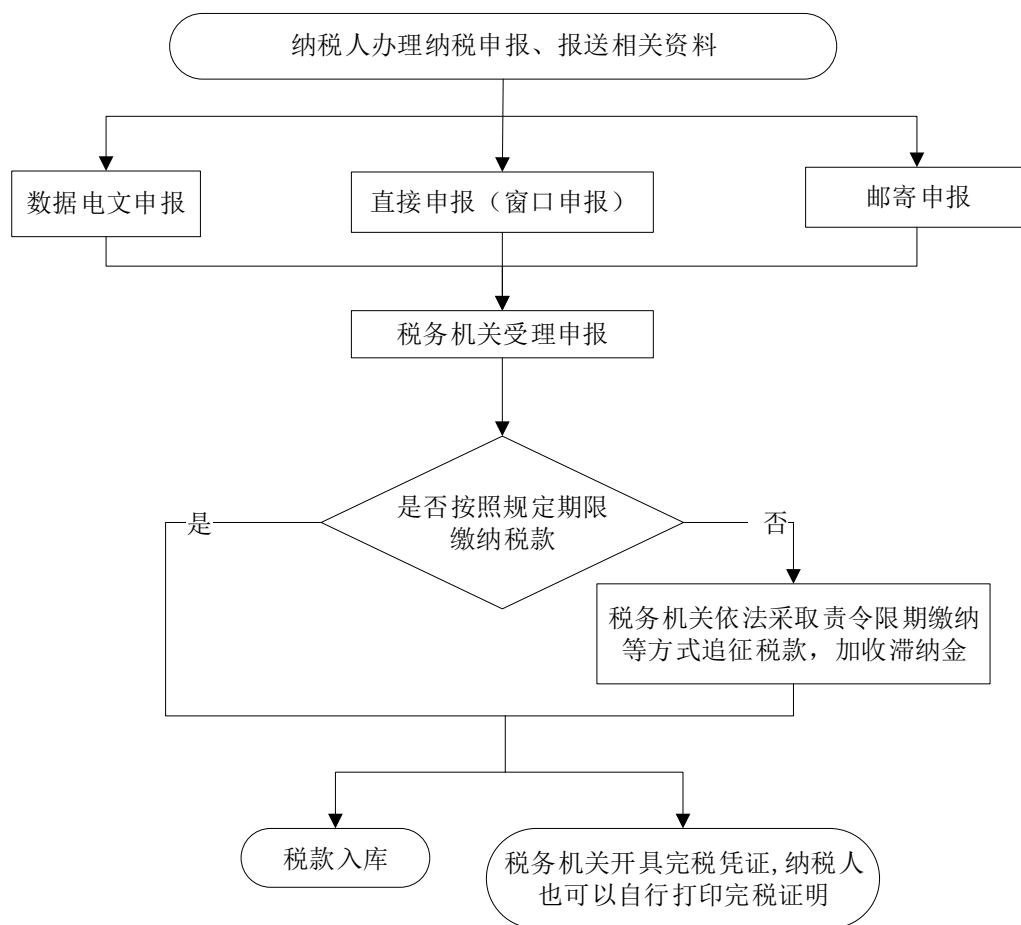 纳税人办理纳税申报、报送相关资料
数据电文申报
直接申报（窗口申报）
邮寄申报
税务机关受理申报
是否按照规定期限
缴纳税款
是
否
税务机关依法采取责令限期缴纳
等方式追征税款，加收滞纳金
税款入库
税务机关开具完税凭证,纳税人
也可以自行打印完税证明